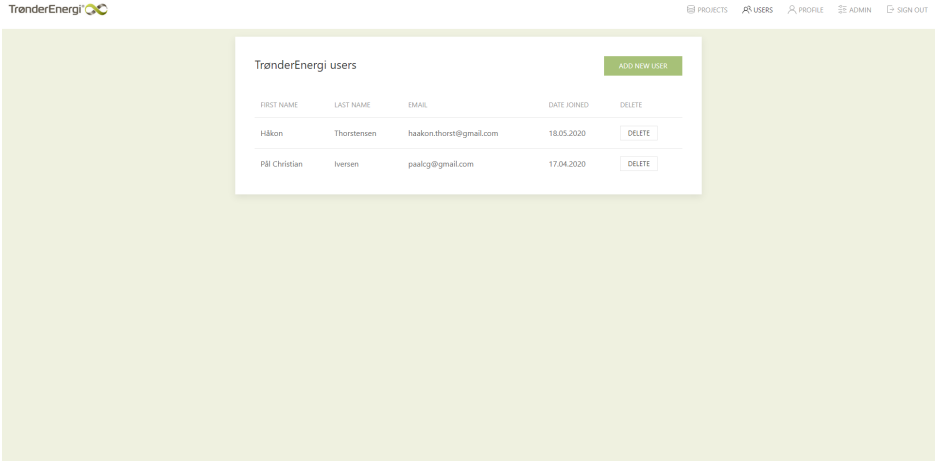 TrønderEnergi
PROJECTS USERS PROFILE ADMIN SIGN OUT
TrønderEnergi users ADD NEW USER
FIRST NAME LAST NAME EMAIL DATE JOINED DELETE
Håkon Thorstensen haakon.thorst@gmail.com 18.05.2020 DELETE
Pål Christian Iversen paalcg@gmail.com 17.04.2020 DELETE